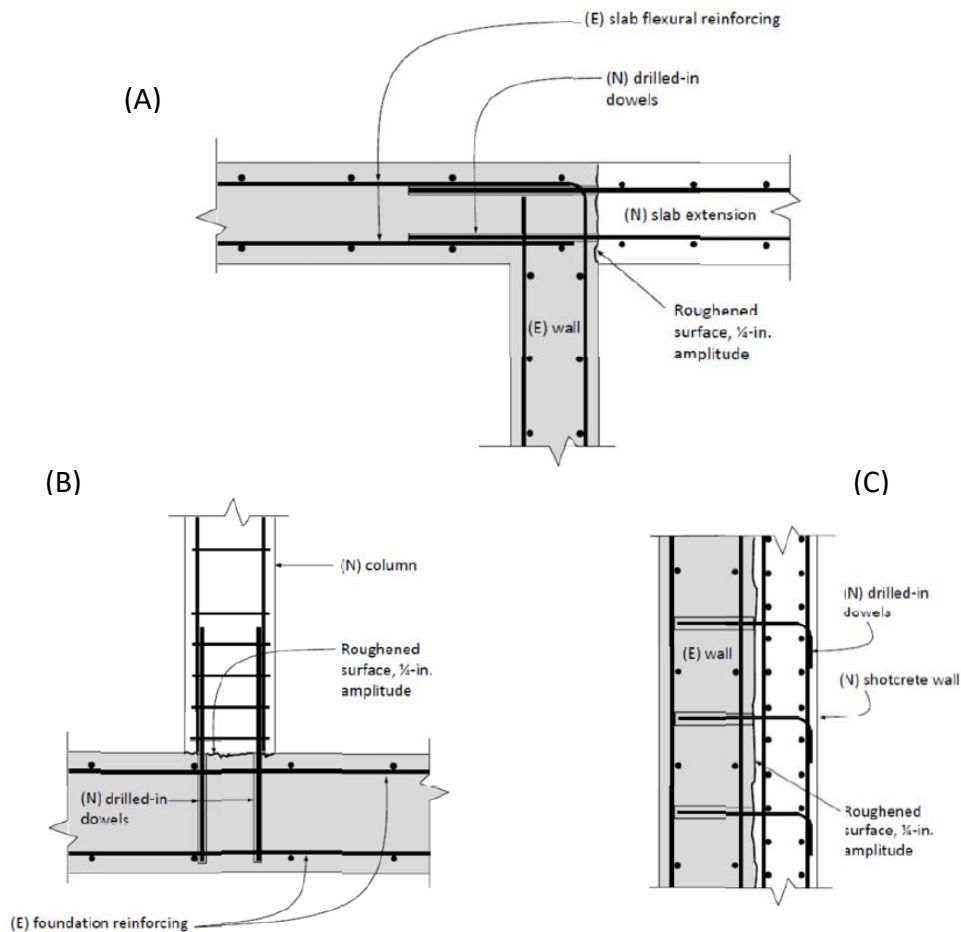 (E) slab flexural reinforcing
(A)
(N) drilled-in
dowels
(N) slab extension
(E) wall
Roughened
surface, ¼-in.
amplitude
(B)
(N) column
Roughened
surface, ¼-in.
amplitude
(N) drilled-in
dowels
(E) foundation reinforcing
(C)
(N) drilled-in
dowels
(E) wall
(N) shotcrete wall
Roughened
surface, ¼-in.
amplitude